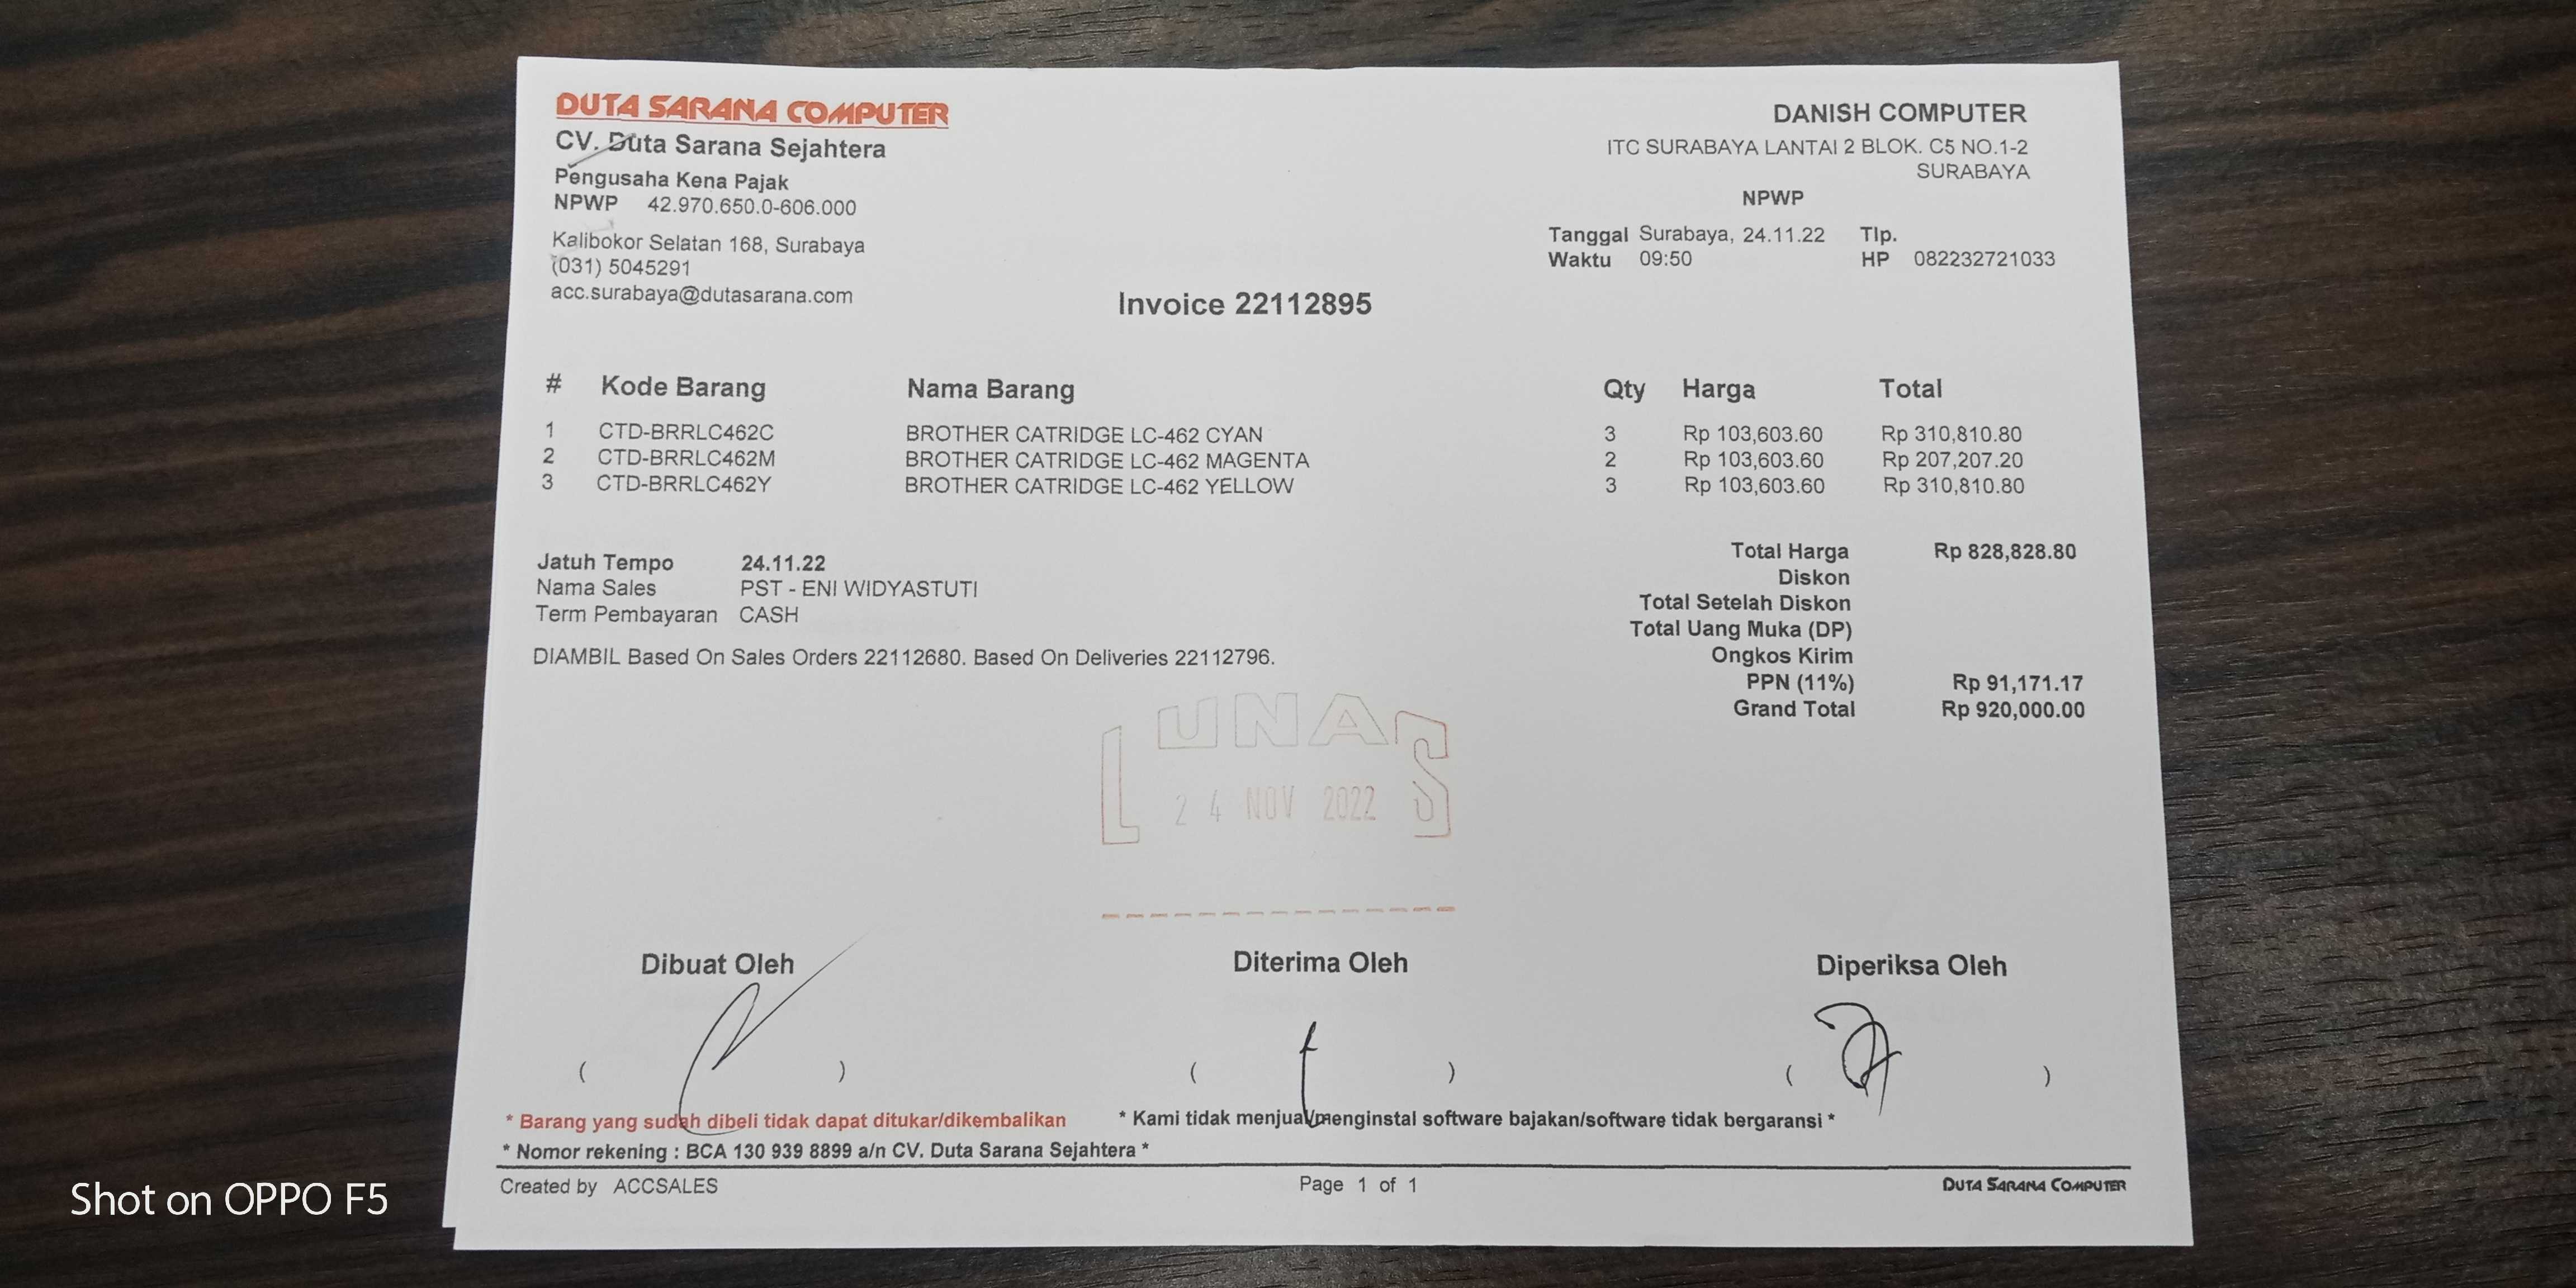 DUTA SARANA COMPUTER
CV. Duta Sarana Sejahtera
Pengusaha Kena Pajak
NPWP 42.970.650.0-606.000
Kalibokor Selatan 168, Surabaya
(031) 5045291
acc.surabaya@dutasarana.com
DANISH COMPUTER
ITC SURABAYA LANTAI 2 BLOK. C5 NO.1-2
SURABAYA
NPWP
Tanggal Surabaya, 24.11.22 Tlp.
Waktu 09:50 HP 082232721033
Invoice 22112895
# Kode Barang Nama Barang Qty Harga Total
1 CTD-BRRLC462C BROTHER CATRIDGE LC-462 CYAN 3 Rp 103,603.60 Rp 310,810.80
2 CTD-BRRLC462M BROTHER CATRIDGE LC-462 MAGENTA 2 Rp 103,603.60 Rp 207,207.20
3 CTD-BRRLC462Y BROTHER CATRIDGE LC-462 YELLOW 3 Rp 103,603.60 Rp 310,810.80
Jatuh Tempo 24.11.22
Nama Sales PST - ENI WIDYASTUTI
Term Pembayaran CASH
DIAMBIL Based On Sales Orders 22112680. Based On Deliveries 22112796.
Total Harga Rp 828,828.80
Diskon
Total Setelah Diskon
Total Uang Muka (DP)
Ongkos Kirim
PPN (11%) Rp 91,171.17
Grand Total Rp 920,000.00
LUNAS
24 NOV 2022
Dibuat Oleh Diterima Oleh Diperiksa Oleh
( ) ( ) ( )
* Barang yang sudah dibeli tidak dapat ditukar/dikembalikan * Kami tidak menjual/menginstal software bajakan/software tidak bergaransi *
* Nomor rekening : BCA 130 939 8899 a/n CV. Duta Sarana Sejahtera *
Created by ACCSALES Page 1 of 1 DUTA SARANA COMPUTER
Shot on OPPO F5